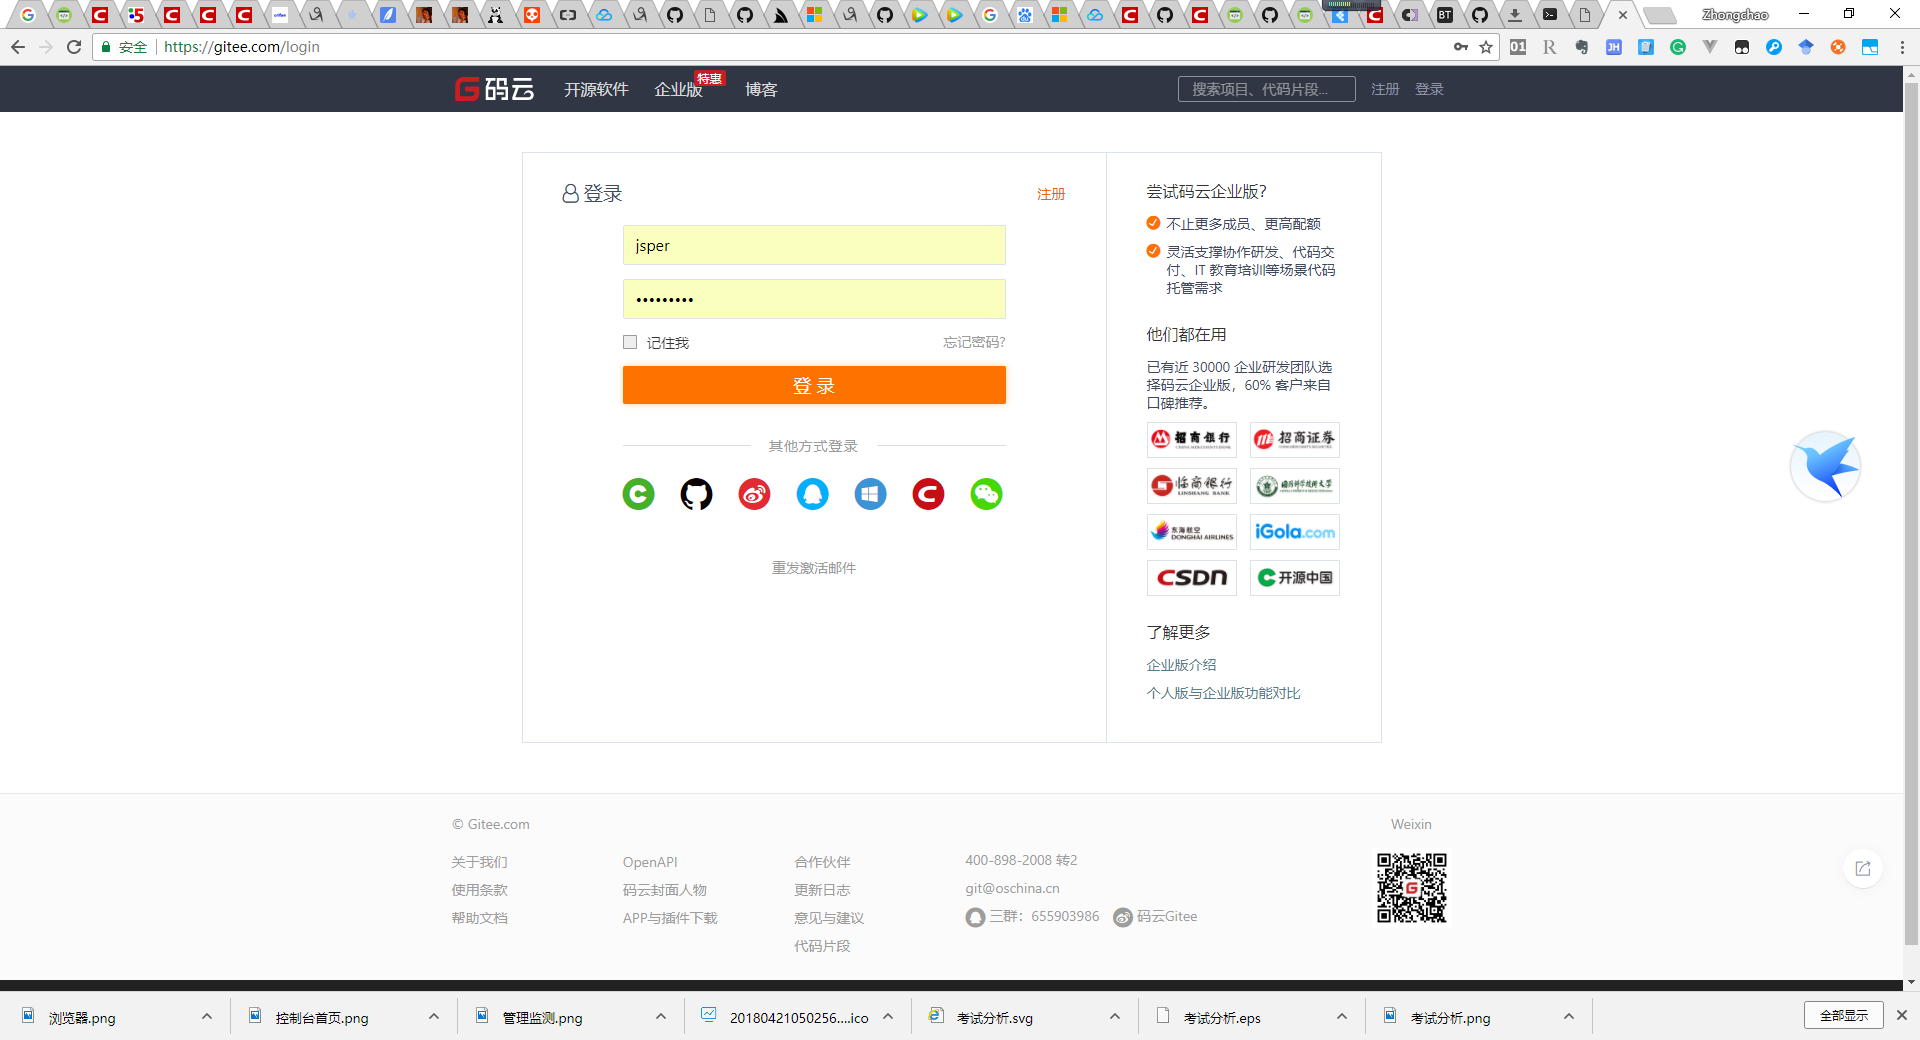 Zhongchao
安全
https://gitee.com/login
码云
开源软件
企业版
特惠
博客
搜索项目、代码片段...
注册
登录
登录
注册
jsper
•••••••••
记住我
忘记密码?
登 录
其他方式登录
重发激活邮件
尝试码云企业版？
不止更多成员、更高配额
灵活支撑协作研发、代码交
付、IT 教育培训等场景代码
托管需求
他们都在用
已有近 30000 企业研发团队选
择码云企业版，60% 客户来自
口碑推荐。
招商银行
招商证券
临商银行
LINSHANG BANK
国防科学技术大学
东海航空
DONGHAI AIRLINES
iGola.com
CSDN
开源中国
了解更多
企业版介绍
个人版与企业版功能对比
© Gitee.com
Weixin
关于我们
使用条款
帮助文档
OpenAPI
码云封面人物
APP与插件下载
合作伙伴
更新日志
意见与建议
代码片段
400-898-2008 转2
git@oschina.cn
三群：655903986
码云Gitee
浏览器.png
控制台首页.png
管理监测.png
20180421050256....ico
考试分析.svg
考试分析.eps
考试分析.png
全部显示